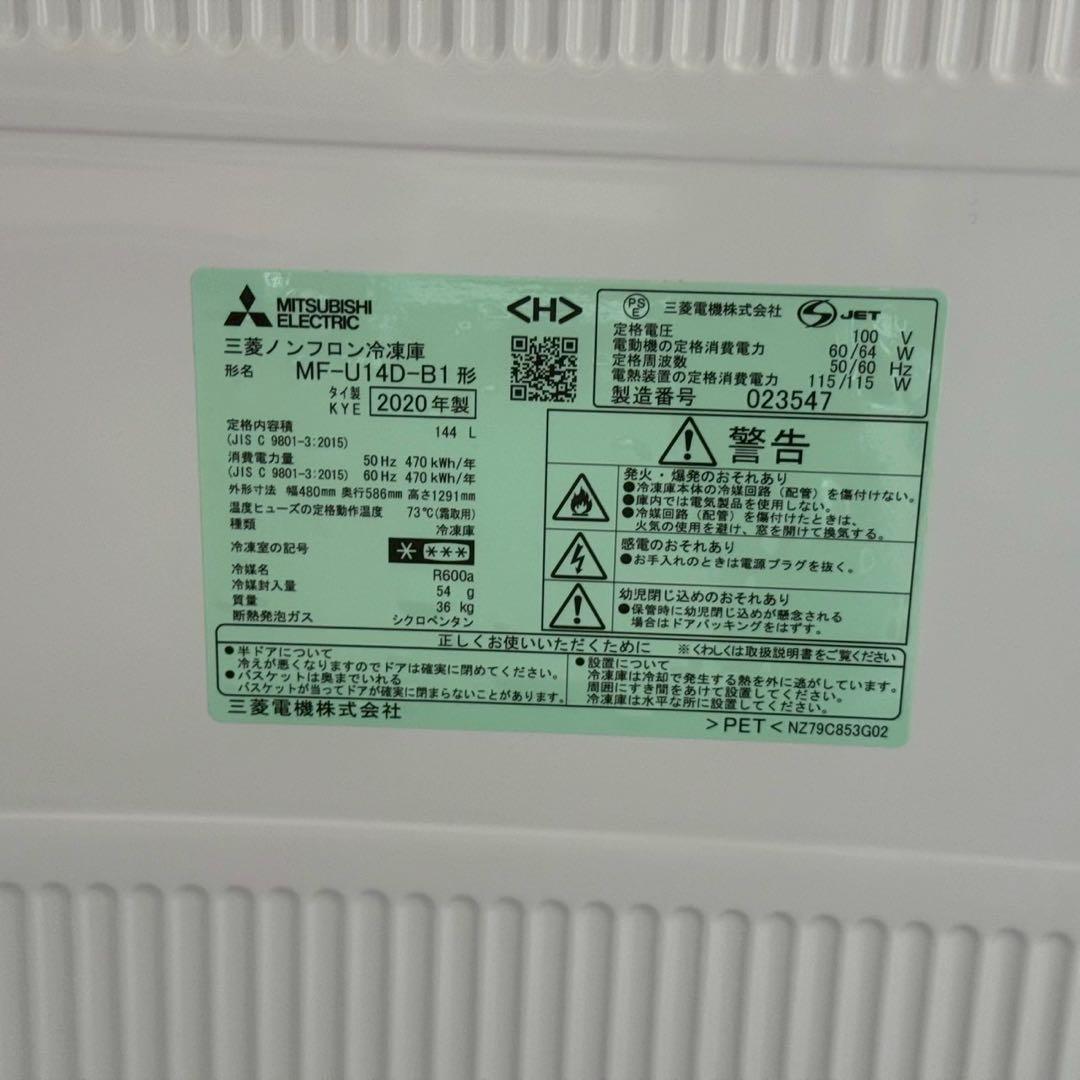 MITSUBISHI
ELECTRIC
三菱ノンフロン冷凍庫
形名 MF-U14D-B1形
タイ製
KYE 2020年製
定格内容積 144 L
(JIS C 9801-3:2015)
消費電力量 50Hz 470kWh/年
(JIS C 9801-3:2015) 60Hz 470kWh/年
外形寸法 幅480mm 奥行586mm 高さ1291mm
温度ヒューズの定格動作温度 73℃(霜取用)
種類 冷凍庫
冷凍室の記号 * ***
冷媒名 R600a
冷媒封入量 54 g
質量 36 kg
断熱発泡ガス シクロペンタン
<H>
PS
E
三菱電機株式会社 JET
定格電圧 100 V
電動機の定格消費電力 60/64 W
定格周波数 50/60 Hz
電熱装置の定格消費電力 115/115 W
製造番号 023547
警告
発火・爆発のおそれあり
●冷凍庫本体の冷媒回路(配管)を傷付けない。
●庫内では電気製品を使用しない。
●冷媒回路(配管)を傷付けたときは、
火気の使用を避け、窓を開けて換気する。
感電のおそれあり
●お手入れのときは電源プラグを抜く。
幼児閉じ込めのおそれあり
●保管時に幼児閉じ込めが懸念される
場合はドアパッキングをはずす。
正しくお使いいただくために ※くわしくは取扱説明書をご覧ください
●半ドアについて
冷えが悪くなりますのでドアは確実に閉めてください。
●バスケットは奥までいれる
バスケットが当ってドアが確実に閉まらないことがあります。
●設置について
冷凍庫は冷却で発生する熱を外に逃がしています。
周囲にすき間をあけて設置してください。
冷凍庫は水平な所に設置してください。
三菱電機株式会社
>PET< NZ79C853G02